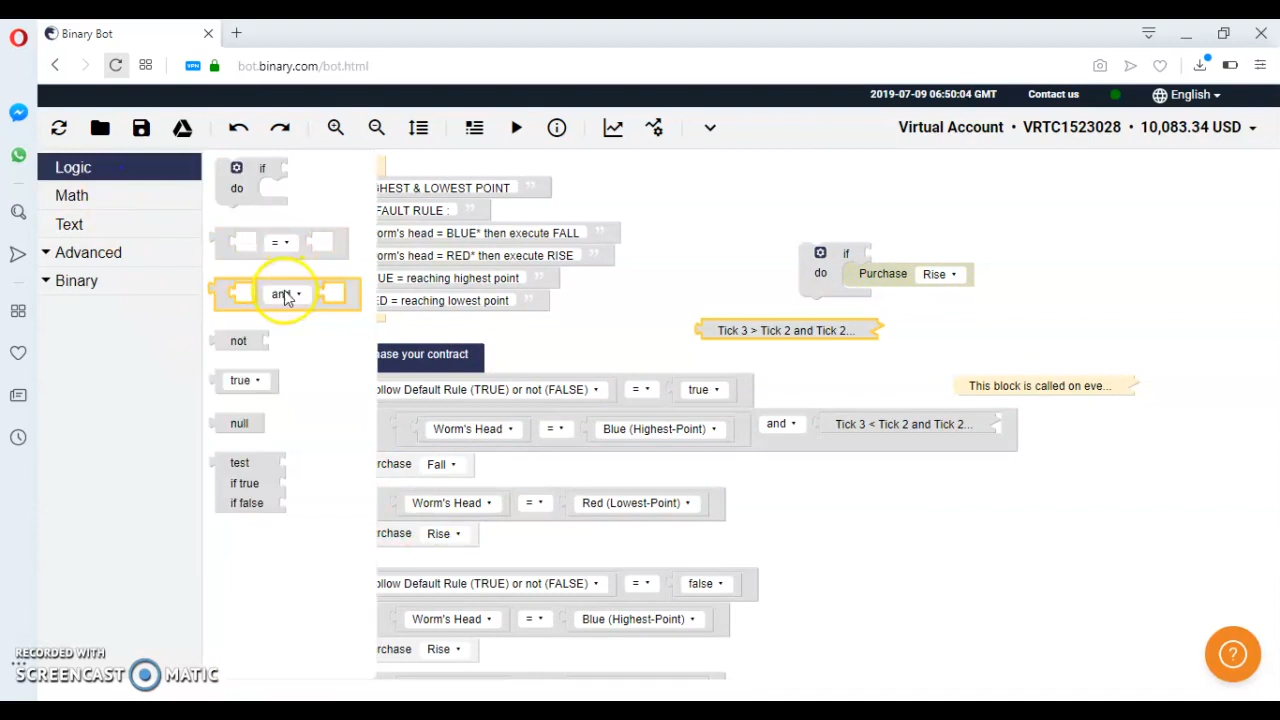 Binary Bot
VPN
bot.binary.com/bot.html
2019-07-09 06:50:04 GMT
Contact us
English
Virtual Account • VRTC1523028 • 10,083.34 USD
Logic
Math
Text
Advanced
Binary
if
do
=
and
not
true
null
test
if true
if false
GHEST & LOWEST POINT
FAULT RULE :
orm's head = BLUE* then execute FALL
orm's head = RED* then execute RISE
UE = reaching highest point
ED = reaching lowest point
ase your contract
ollow Default Rule (TRUE) or not (FALSE) = true
Worm's Head = Blue (Highest-Point) and Tick 3 < Tick 2 and Tick 2...
rchase Fall
Worm's Head = Red (Lowest-Point)
rchase Rise
ollow Default Rule (TRUE) or not (FALSE) = false
Worm's Head = Blue (Highest-Point)
rchase Rise
if
do Purchase Rise
Tick 3 > Tick 2 and Tick 2...
This block is called on eve...
RECORDED WITH
SCREENCAST MATIC